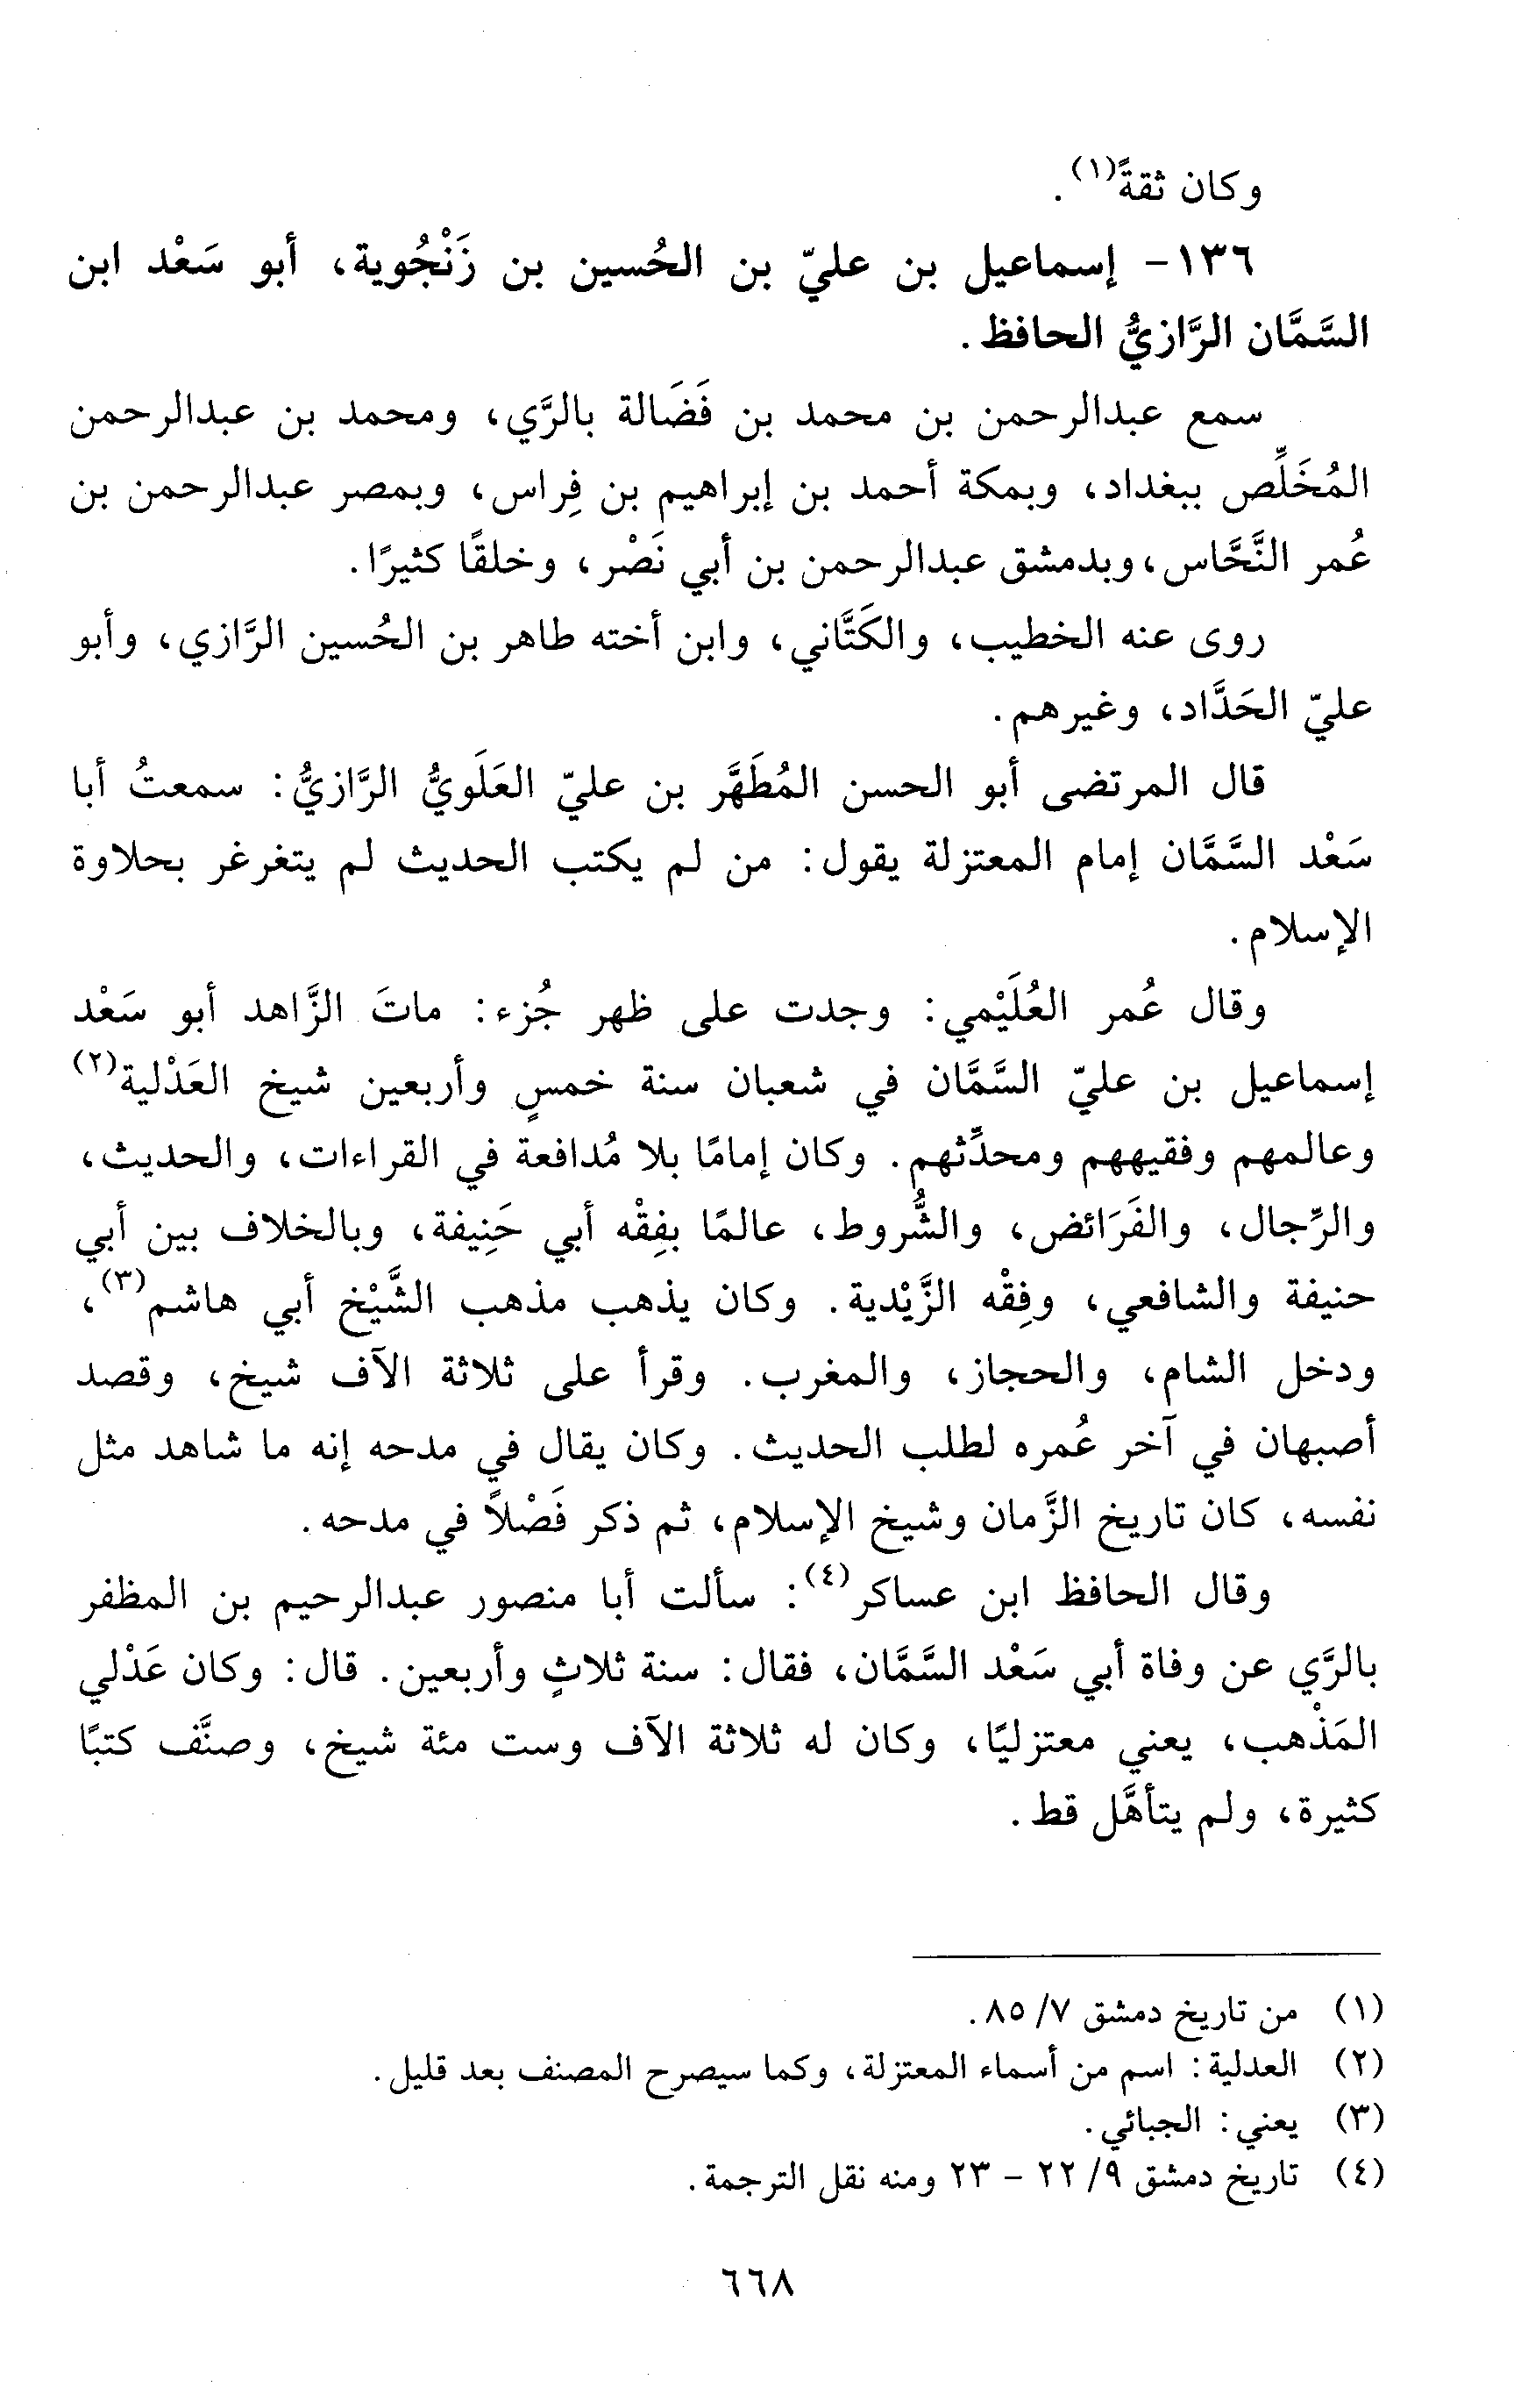 وكان ثقةً(١).
١٣٦- إسماعيل بن عليّ بن الحُسين بن زَنْجُوية، أبو سَعْد ابن
السَّمَّان الرَّازيُّ الحافظ.
سمع عبدالرحمن بن محمد بن فَضَالة بالرَّي، ومحمد بن عبدالرحمن
المُخَلِّص ببغداد، وبمكة أحمد بن إبراهيم بن فِراس، وبمصر عبدالرحمن بن
عُمر النَّحَّاس، وبدمشق عبدالرحمن بن أبي نَصْر، وخلقًا كثيرًا.
روى عنه الخطيب، والكَتَّاني، وابن أخته طاهر بن الحُسين الرَّازي، وأبو
عليّ الحَدَّاد، وغيرهم.
قال المرتضى أبو الحسن المُطَهَّر بن عليّ العَلَويُّ الرَّازيُّ: سمعتُ أبا
سَعْد السَّمَّان إمام المعتزلة يقول: من لم يكتب الحديث لم يتغرغر بحلاوة
الإسلام.
وقال عُمر العُلَيْمي: وجدت على ظهر جُزء: ماتَ الزَّاهد أبو سَعْد
إسماعيل بن عليّ السَّمَّان في شعبان سنة خمسٍ وأربعين شيخ العَدْلية(٢)
وعالمهم وفقيههم ومحدِّثهم. وكان إمامًا بلا مُدافعة في القراءات، والحديث،
والرِّجال، والفَرَائض، والشُّروط، عالمًا بفِقْه أبي حَنِيفة، وبالخلاف بين أبي
حنيفة والشافعي، وفِقْه الزَّيْدية. وكان يذهب مذهب الشَّيْخ أبي هاشم(٣)،
ودخل الشام، والحجاز، والمغرب. وقرأ على ثلاثة الآف شيخ، وقصد
أصبهان في آخر عُمره لطلب الحديث. وكان يقال في مدحه إنه ما شاهد مثل
نفسه، كان تاريخ الزَّمان وشيخ الإسلام، ثم ذكر فَصْلاً في مدحه.
وقال الحافظ ابن عساكر(٤): سألت أبا منصور عبدالرحيم بن المظفر
بالرَّي عن وفاة أبي سَعْد السَّمَّان، فقال: سنة ثلاثٍ وأربعين. قال: وكان عَدْلي
المَذْهب، يعني معتزليًا، وكان له ثلاثة الآف وست مئة شيخ، وصنَّف كتبًا
كثيرة، ولم يتأهَّل قط.
(١) من تاريخ دمشق ٧/ ٨٥.
(٢) العدلية: اسم من أسماء المعتزلة، وكما سيصرح المصنف بعد قليل.
(٣) يعني: الجبائي.
(٤) تاريخ دمشق ٩/ ٢٢ - ٢٣ ومنه نقل الترجمة.
٦٦٨